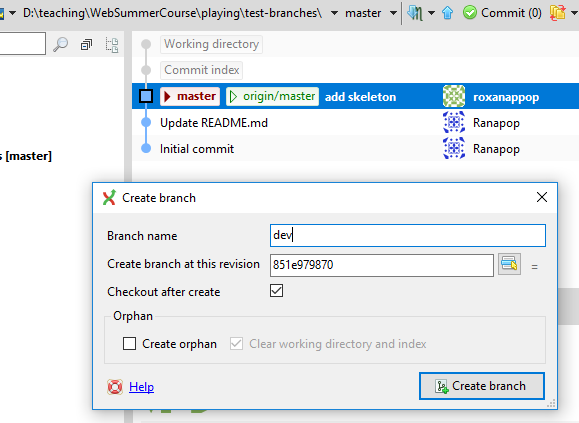 D:\teaching\WebSummerCourse\playing\test-branches\ master Commit (0)
Working directory
Commit index
master origin/master add skeleton roxanappop
Update README.md Ranapop
Initial commit Ranapop
s [master]
Create branch
Branch name dev
Create branch at this revision 851e979870 =
Checkout after create
Orphan
Create orphan Clear working directory and index
Help Create branch